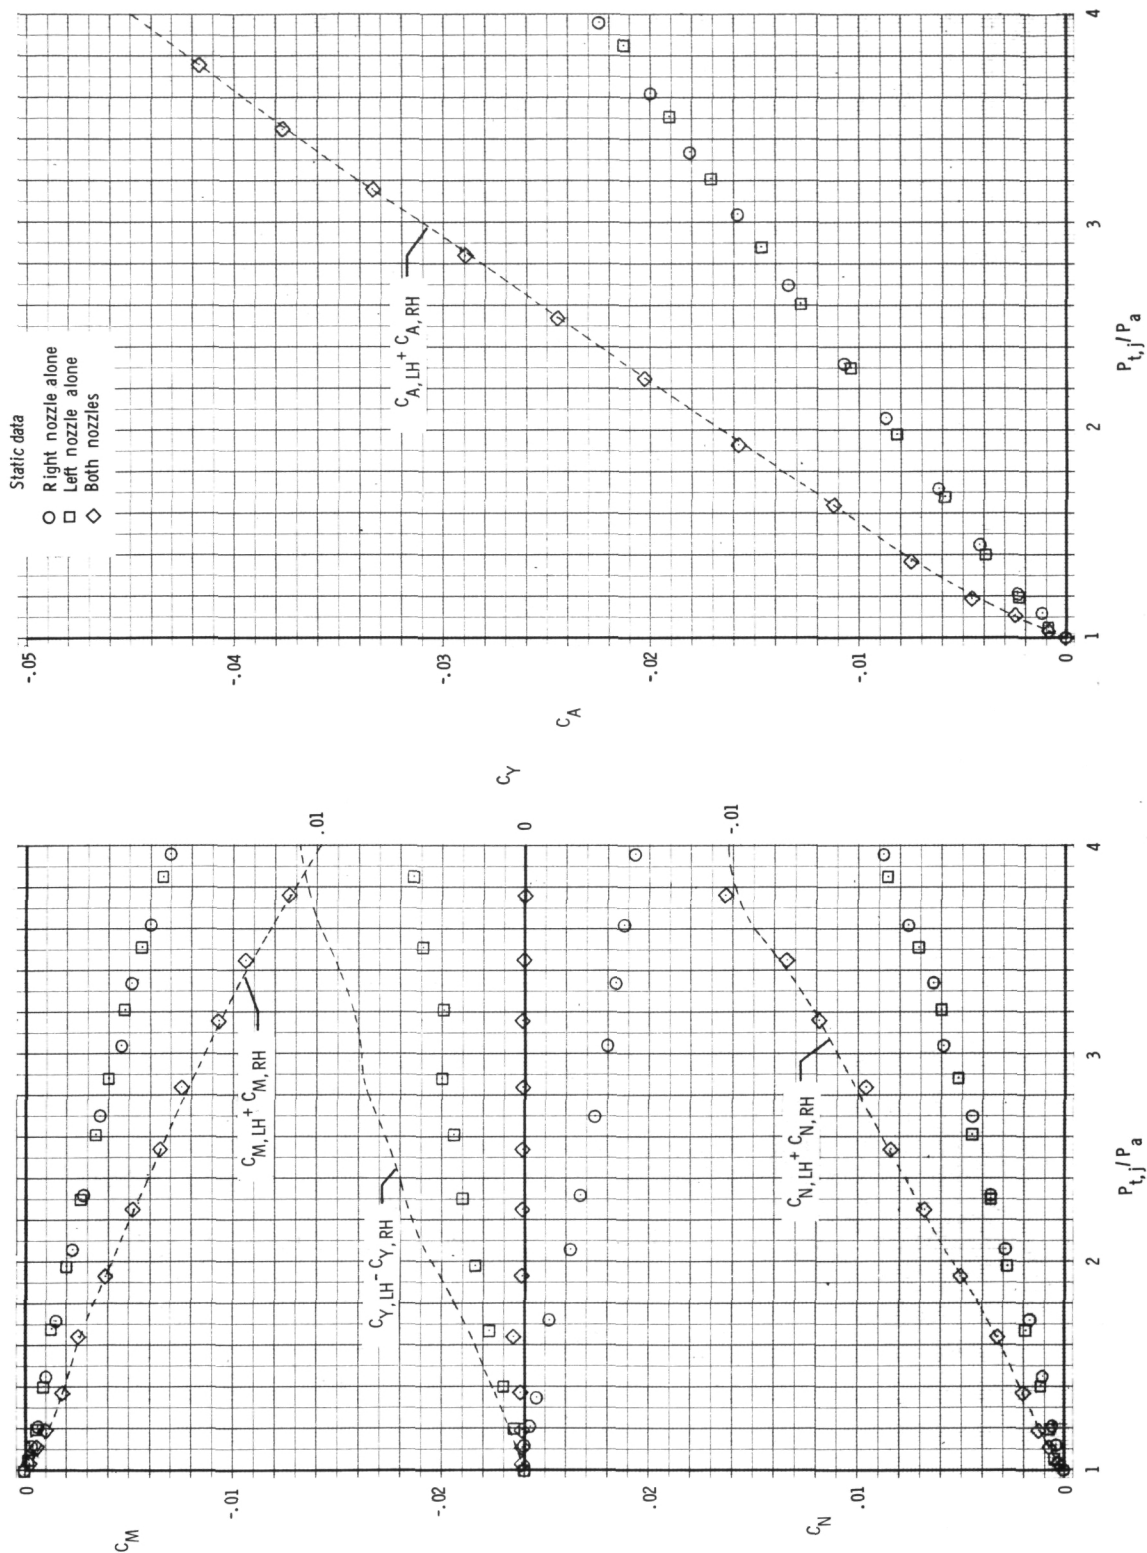 Static data
Right nozzle alone
Left nozzle alone
Both nozzles
0
-.01
-.02
C_M
C_M,LH + C_M,RH
.01
0
-.01
C_Y
C_Y,LH - C_Y,RH
.02
.01
0
C_N
C_N,LH + C_N,RH
1
2
3
4
P_t,j/P_a
-.05
-.04
-.03
-.02
-.01
0
C_A
C_A,LH + C_A,RH
1
2
3
4
P_t,j/P_a